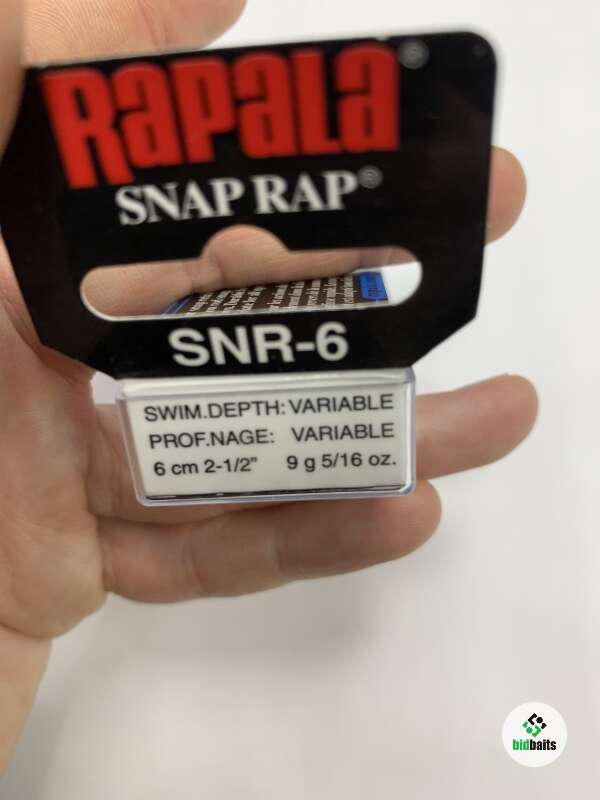 Rapala®
SNAP RAP®
SNR-6
SWIM.DEPTH: VARIABLE
PROF.NAGE: VARIABLE
6 cm 2-1/2" 9 g 5/16 oz.
bidbaits